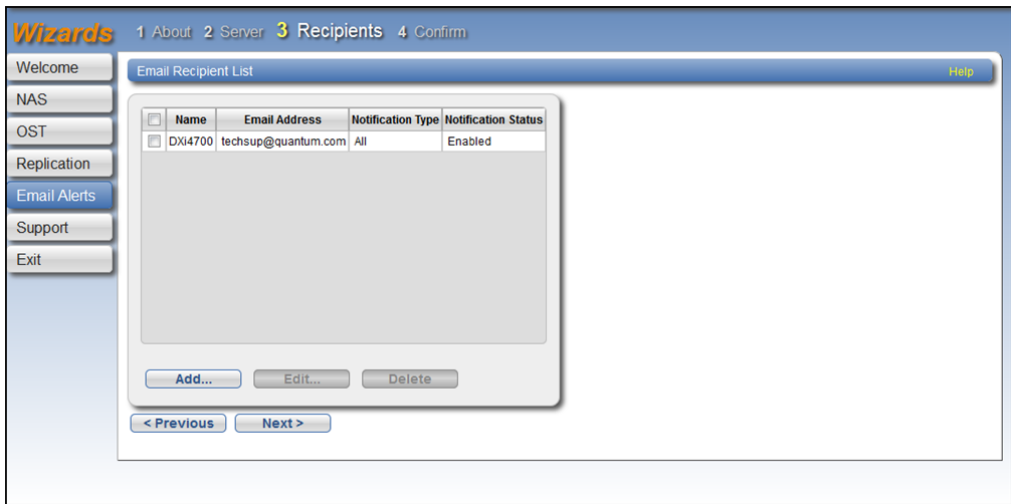 Wizards 1 About 2 Server 3 Recipients 4 Confirm
Welcome
NAS
OST
Replication
Email Alerts
Support
Exit
Email Recipient List Help
Name Email Address Notification Type Notification Status
DXi4700 techsup@quantum.com All Enabled
Add... Edit... Delete
< Previous Next >